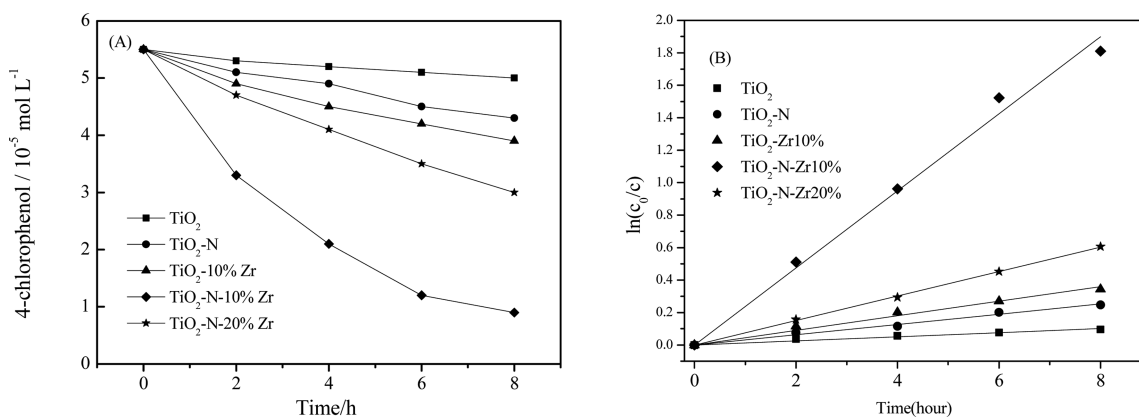 (A)
6
5
4
3
2
1
0
4-chlorophenol / 10⁻⁵ mol L⁻¹
TiO₂
TiO₂-N
TiO₂-10% Zr
TiO₂-N-10% Zr
TiO₂-N-20% Zr
0 2 4 6 8
Time/h
(B)
2.0
1.8
1.6
1.4
1.2
1.0
0.8
0.6
0.4
0.2
0.0
ln(c₀/c)
TiO₂
TiO₂-N
TiO₂-Zr10%
TiO₂-N-Zr10%
TiO₂-N-Zr20%
0 2 4 6 8
Time(hour)